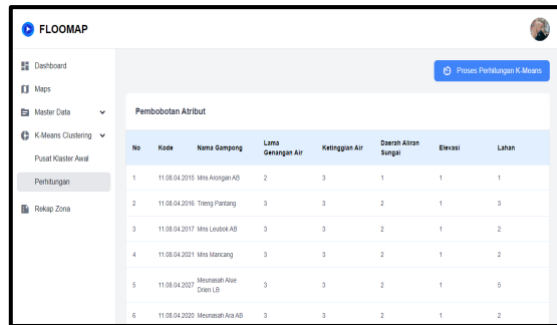 FLOOMAP
Dashboard
Maps
Master Data
K-Means Clustering
Pusat Klaster Awal
Perhitungan
Rekap Zona
Proses Perhitungan K-Means
Pembobotan Atribut
No Kode Nama Gampong Lama Genangan Air Ketinggian Air Daerah Aliran Sungai Elevasi Lahan
1 11.08.04.2015 Mns Arongan AB 2 3 1 1 1
2 11.08.04.2016 Trieng Pantang 3 3 2 1 3
3 11.08.04.2017 Mns Leubok AB 3 3 2 1 2
4 11.08.04.2021 Mns Mancang 3 3 2 1 2
5 11.08.04.2027 Meunasah Alue Drien LB 3 3 2 1 5
6 11.08.04.2020 Meunasah Ara AB 3 3 2 1 2